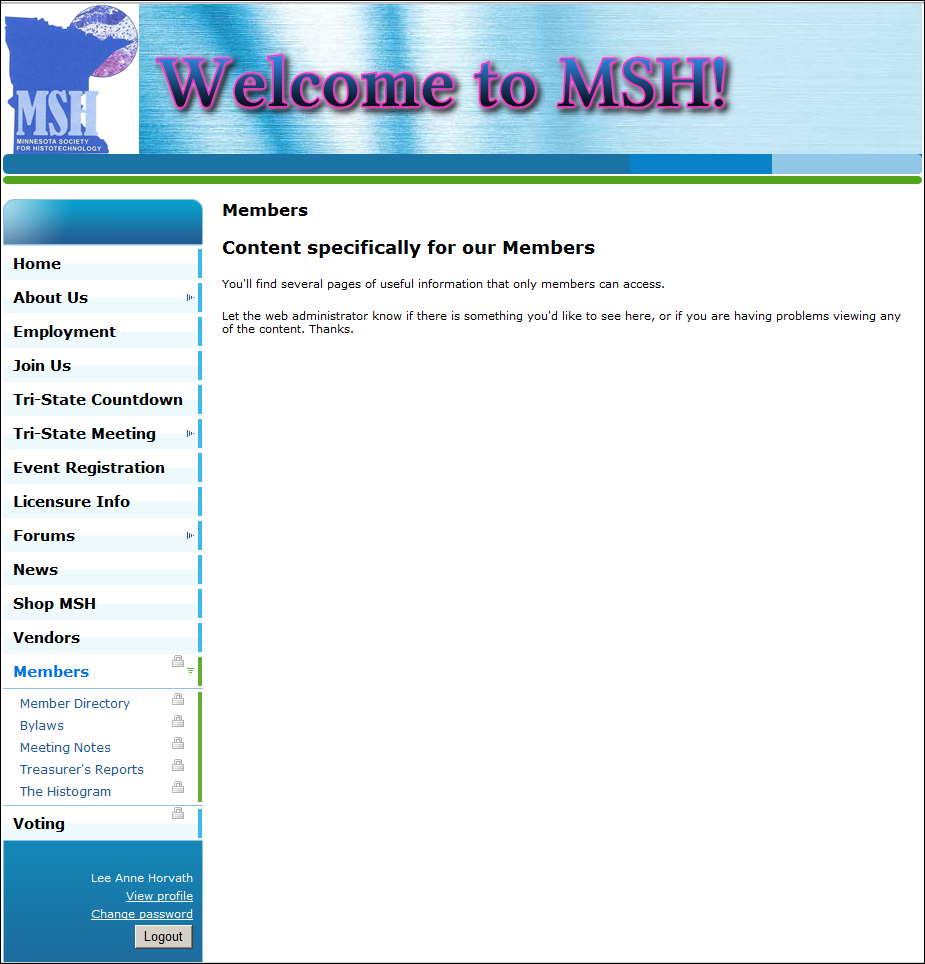 MSH
MINNESOTA SOCIETY
FOR HISTOTECHNOLOGY
Welcome to MSH!
Home
About Us
Employment
Join Us
Tri-State Countdown
Tri-State Meeting
Event Registration
Licensure Info
Forums
News
Shop MSH
Vendors
Members
Member Directory
Bylaws
Meeting Notes
Treasurer's Reports
The Histogram
Voting
Lee Anne Horvath
View profile
Change password
Logout
Members
Content specifically for our Members
You'll find several pages of useful information that only members can access.
Let the web administrator know if there is something you'd like to see here, or if you are having problems viewing any
of the content. Thanks.